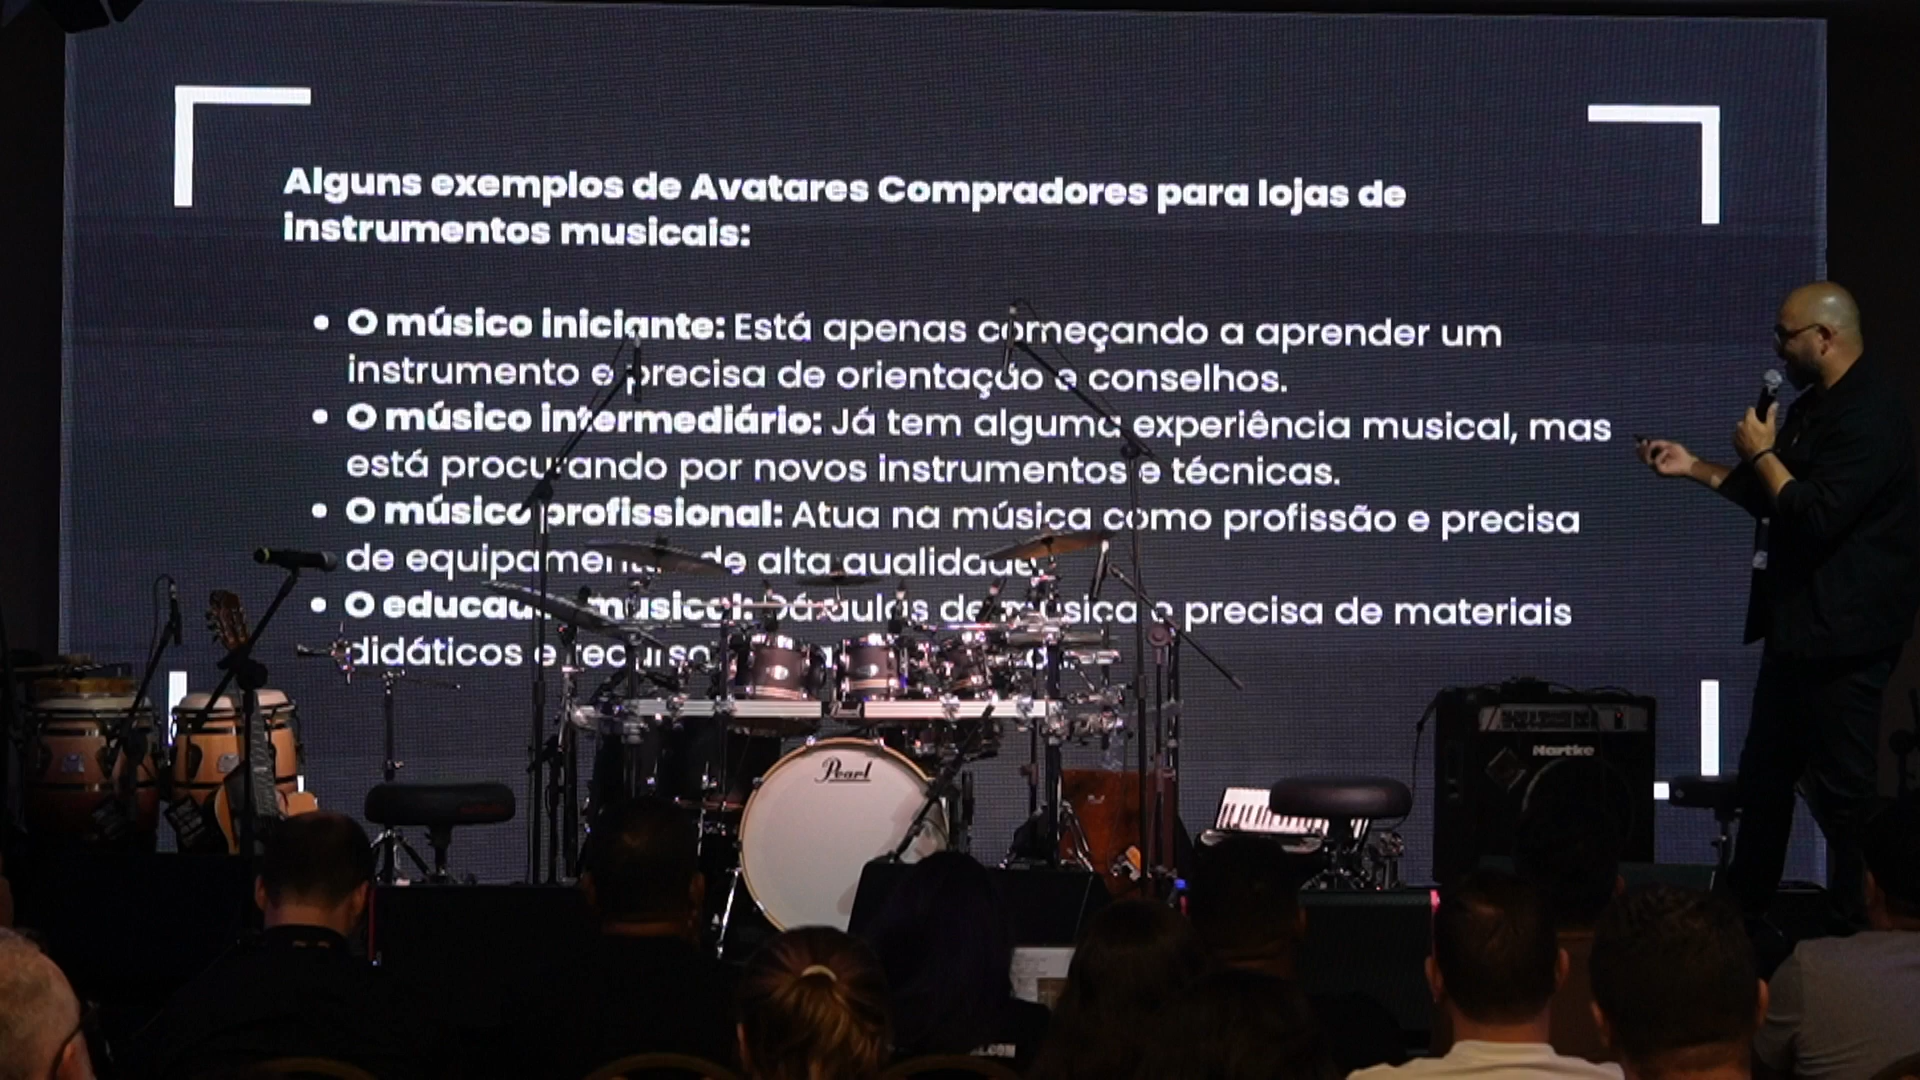 Alguns exemplos de Avatares Compradores para lojas de
instrumentos musicais:
• O músico iniciante: Está apenas começando a aprender um
instrumento e precisa de orientação e conselhos.
• O músico intermediário: Já tem alguma experiência musical, mas
está procurando por novos instrumentos e técnicas.
• O músico profissional: Atua na música como profissão e precisa
de equipamentos de alta qualidade.
• O educador musical: Dá aulas de música e precisa de materiais
didáticos e recursos
Hartke
Pearl